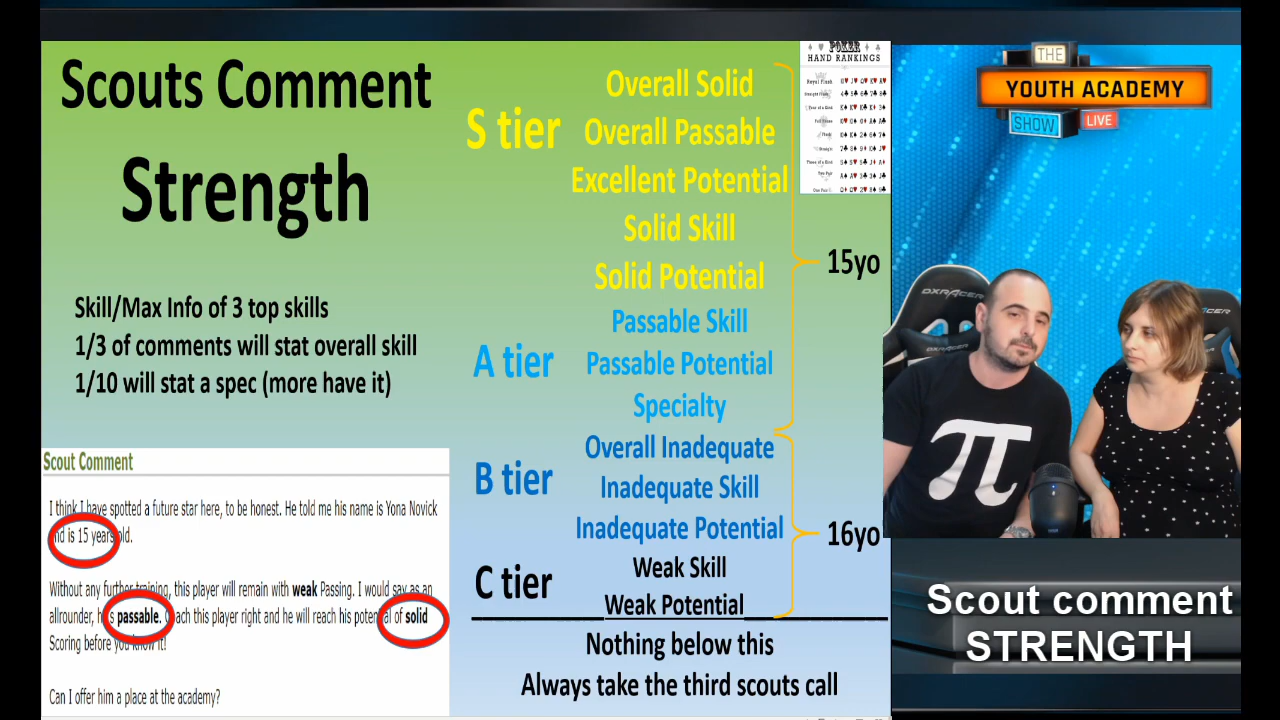 Scouts Comment
Strength
Skill/Max Info of 3 top skills
1/3 of comments will stat overall skill
1/10 will stat a spec (more have it)
Scout Comment
I think I have spotted a future star here, to be honest. He told me his name is Yona Novick
is 15 years old.
Without any further training, this player will remain with weak Passing. I would say as an
allrounder, passable. this player right and he will reach his potential of solid
Scoring before you know it!
Can I offer him a place at the academy?
S tier
Overall Solid
Overall Passable
Excellent Potential
Solid Skill
Solid Potential
A tier
Passable Skill
Passable Potential
Specialty
B tier
Overall Inadequate
Inadequate Skill
Inadequate Potential
C tier
Weak Skill
Weak Potential
Nothing below this
Always take the third scouts call
15yo
16yo
POKER
HAND RANKINGS
THE
YOUTH ACADEMY
SHOW
LIVE
DXRACER
Scout comment
STRENGTH